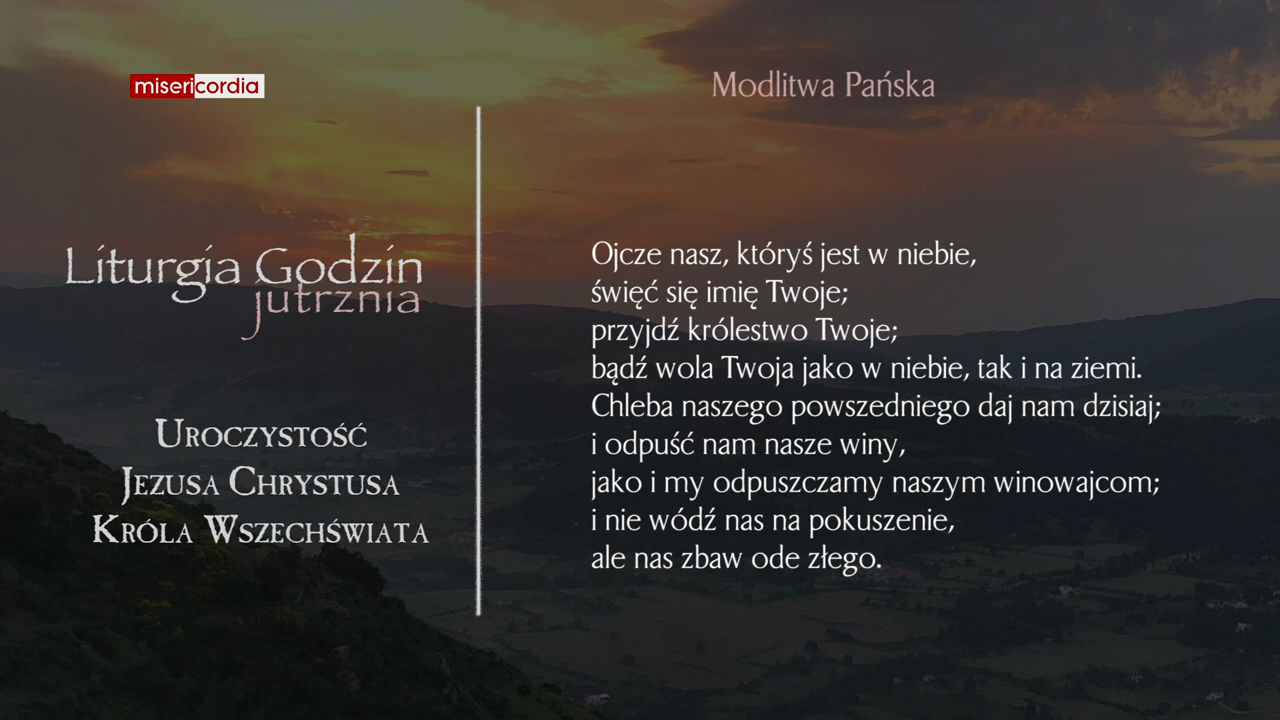 misericordia
Liturgia Godzin
jutrznia
Uroczystość
Jezusa Chrystusa
Króla Wszechświata
Modlitwa Pańska
Ojcze nasz, któryś jest w niebie,
święć się imię Twoje;
przyjdź królestwo Twoje;
bądź wola Twoja jako w niebie, tak i na ziemi.
Chleba naszego powszedniego daj nam dzisiaj;
i odpuść nam nasze winy,
jako i my odpuszczamy naszym winowajcom;
i nie wódź nas na pokuszenie,
ale nas zbaw ode złego.